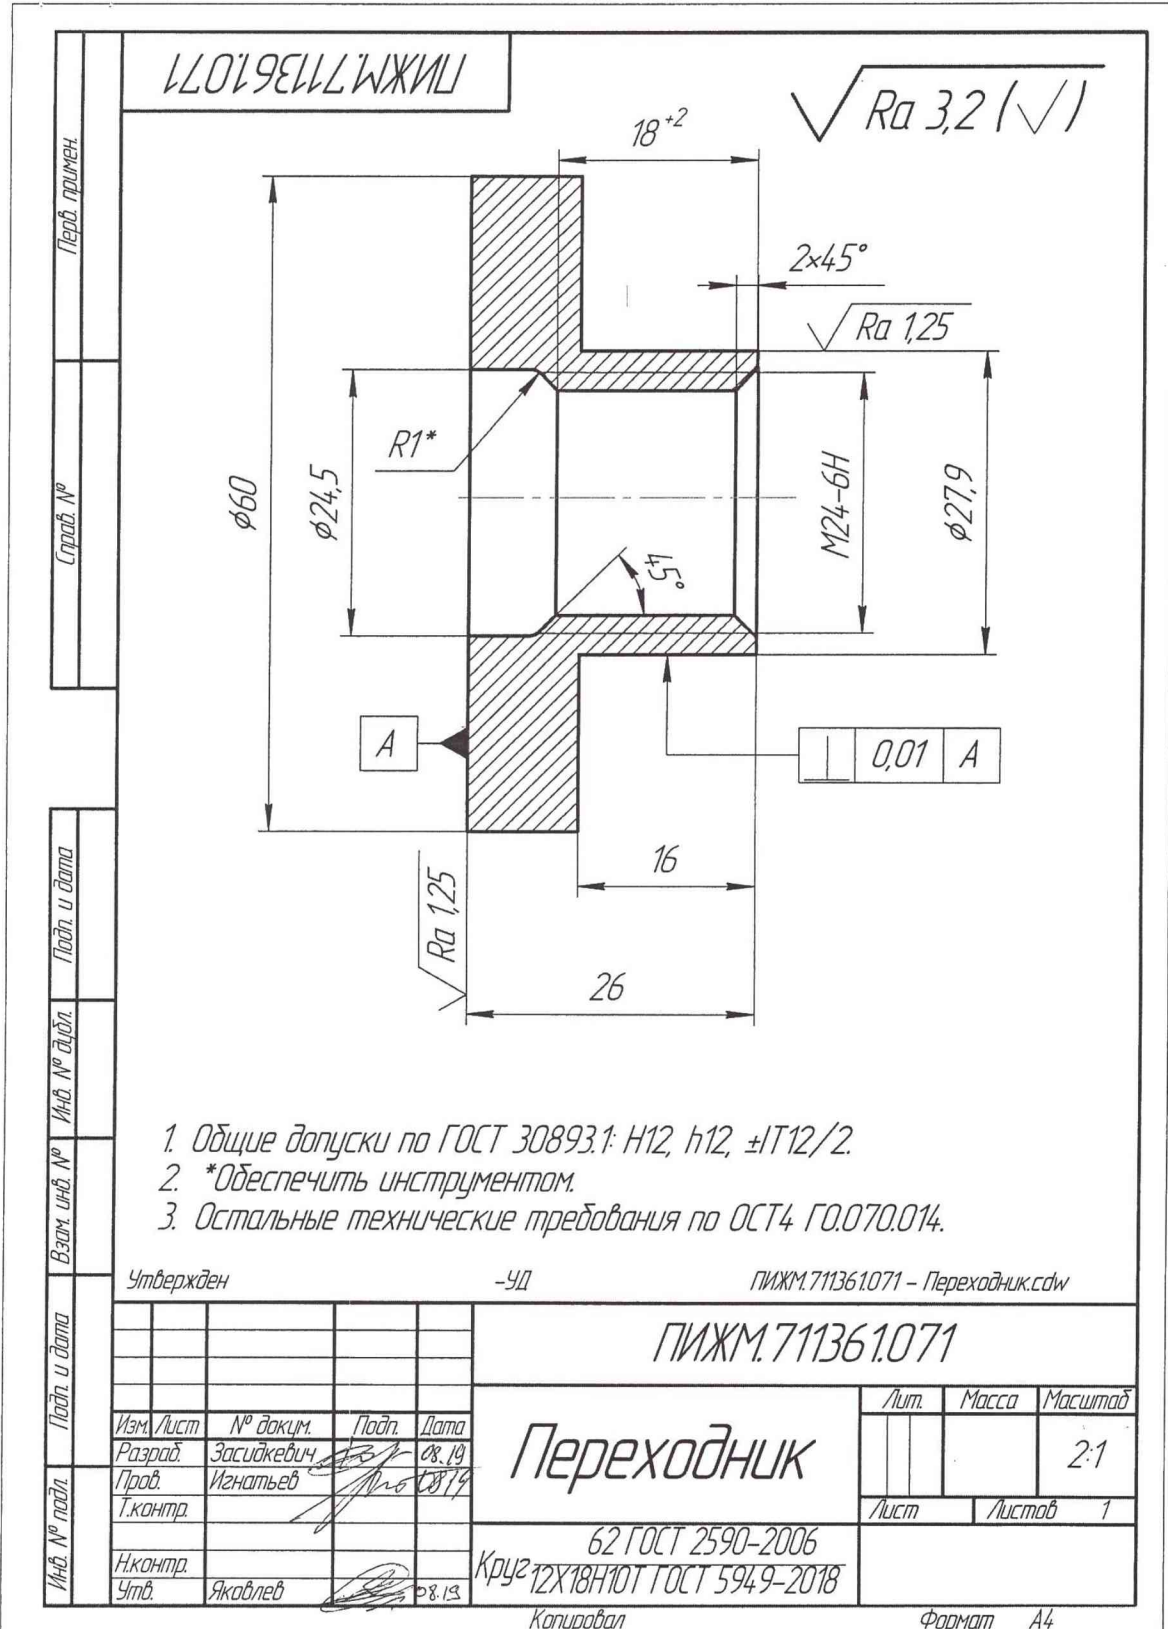 ПИЖМ.711361.071
Ra 3,2 (√)
Перв. примен.
Справ. №
Подп. и дата
Инв. № дубл.
Взам. инв. №
Подп. и дата
Инв. № подл.
18⁺²
2×45°
Ra 1,25
R1*
⌀60
⌀24,5
M24-6H
⌀27,9
45°
А
⊥ 0,01 А
Ra 1,25
16
26
1. Общие допуски по ГОСТ 30893.1: H12, h12, ±IT12/2.
2. *Обеспечить инструментом.
3. Остальные технические требования по ОСТ4 ГО.070.014.
Утвержден -УД ПИЖМ.711361.071 - Переходник.cdw
ПИЖМ.711361.071
Изм. Лист № докум. Подп. Дата
Разраб. Засидкевич 08.19
Пров. Игнатьев 08.19
Т.контр.
Н.контр.
Утв. Яковлев 08.19
Переходник
Лит. Масса Масштаб
2:1
Лист Листов 1
Круг 62 ГОСТ 2590-2006
12Х18Н10Т ГОСТ 5949-2018
Копировал Формат А4